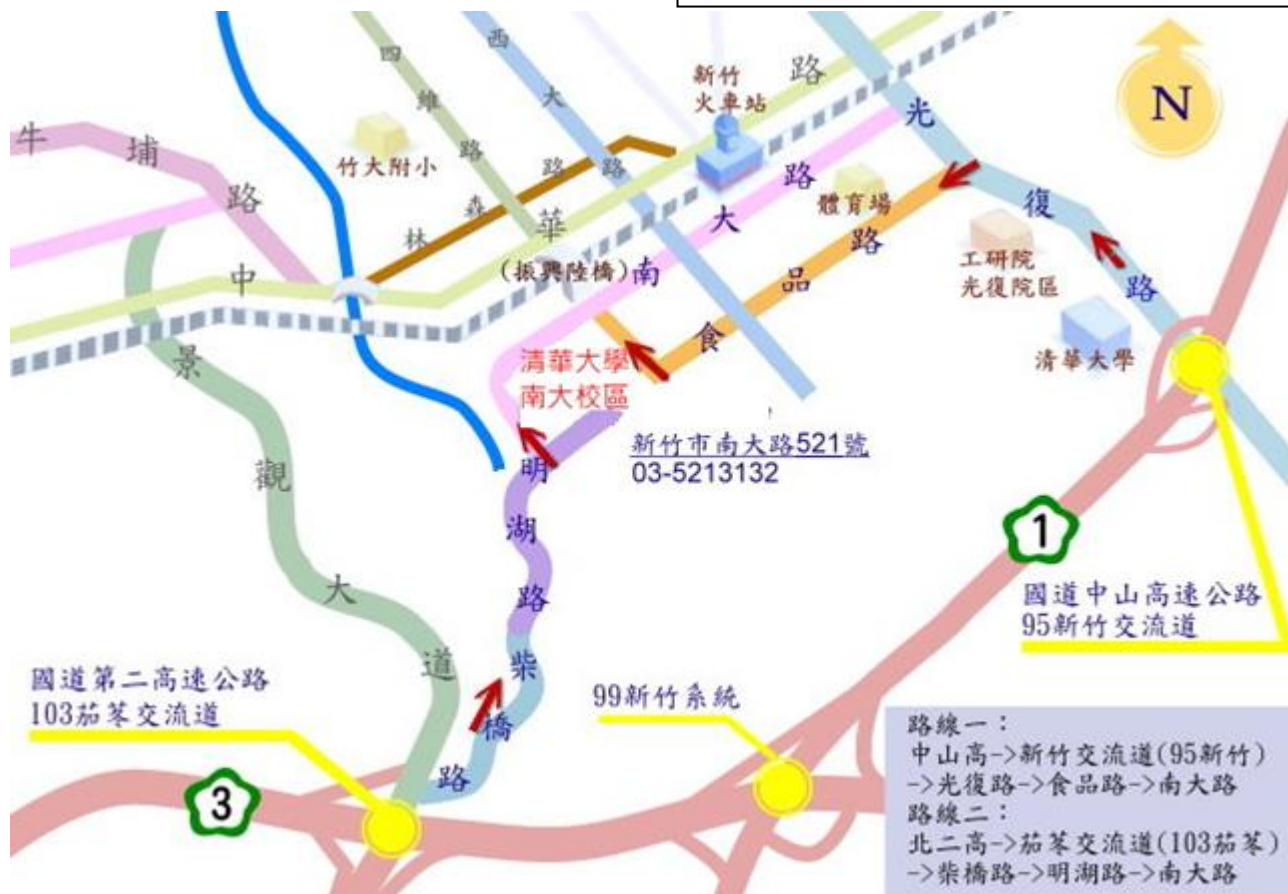 牛埔路
四維路
西大路
新竹
火車站
中華路
光復路
N
竹大附小
林森路
南大路
體育場
食品路
工研院
光復院區
(振興陸橋)
清華大學
清華大學
南大校區
新竹市南大路521號
03-5213132
景觀大道
明湖路
柴橋路
1
國道中山高速公路
95新竹交流道
國道第二高速公路
103茄苳交流道
99新竹系統
3
路線一:
中山高->新竹交流道(95新竹)
->光復路->食品路->南大路
路線二:
北二高->茄苳交流道(103茄苳)
->柴橋路->明湖路->南大路